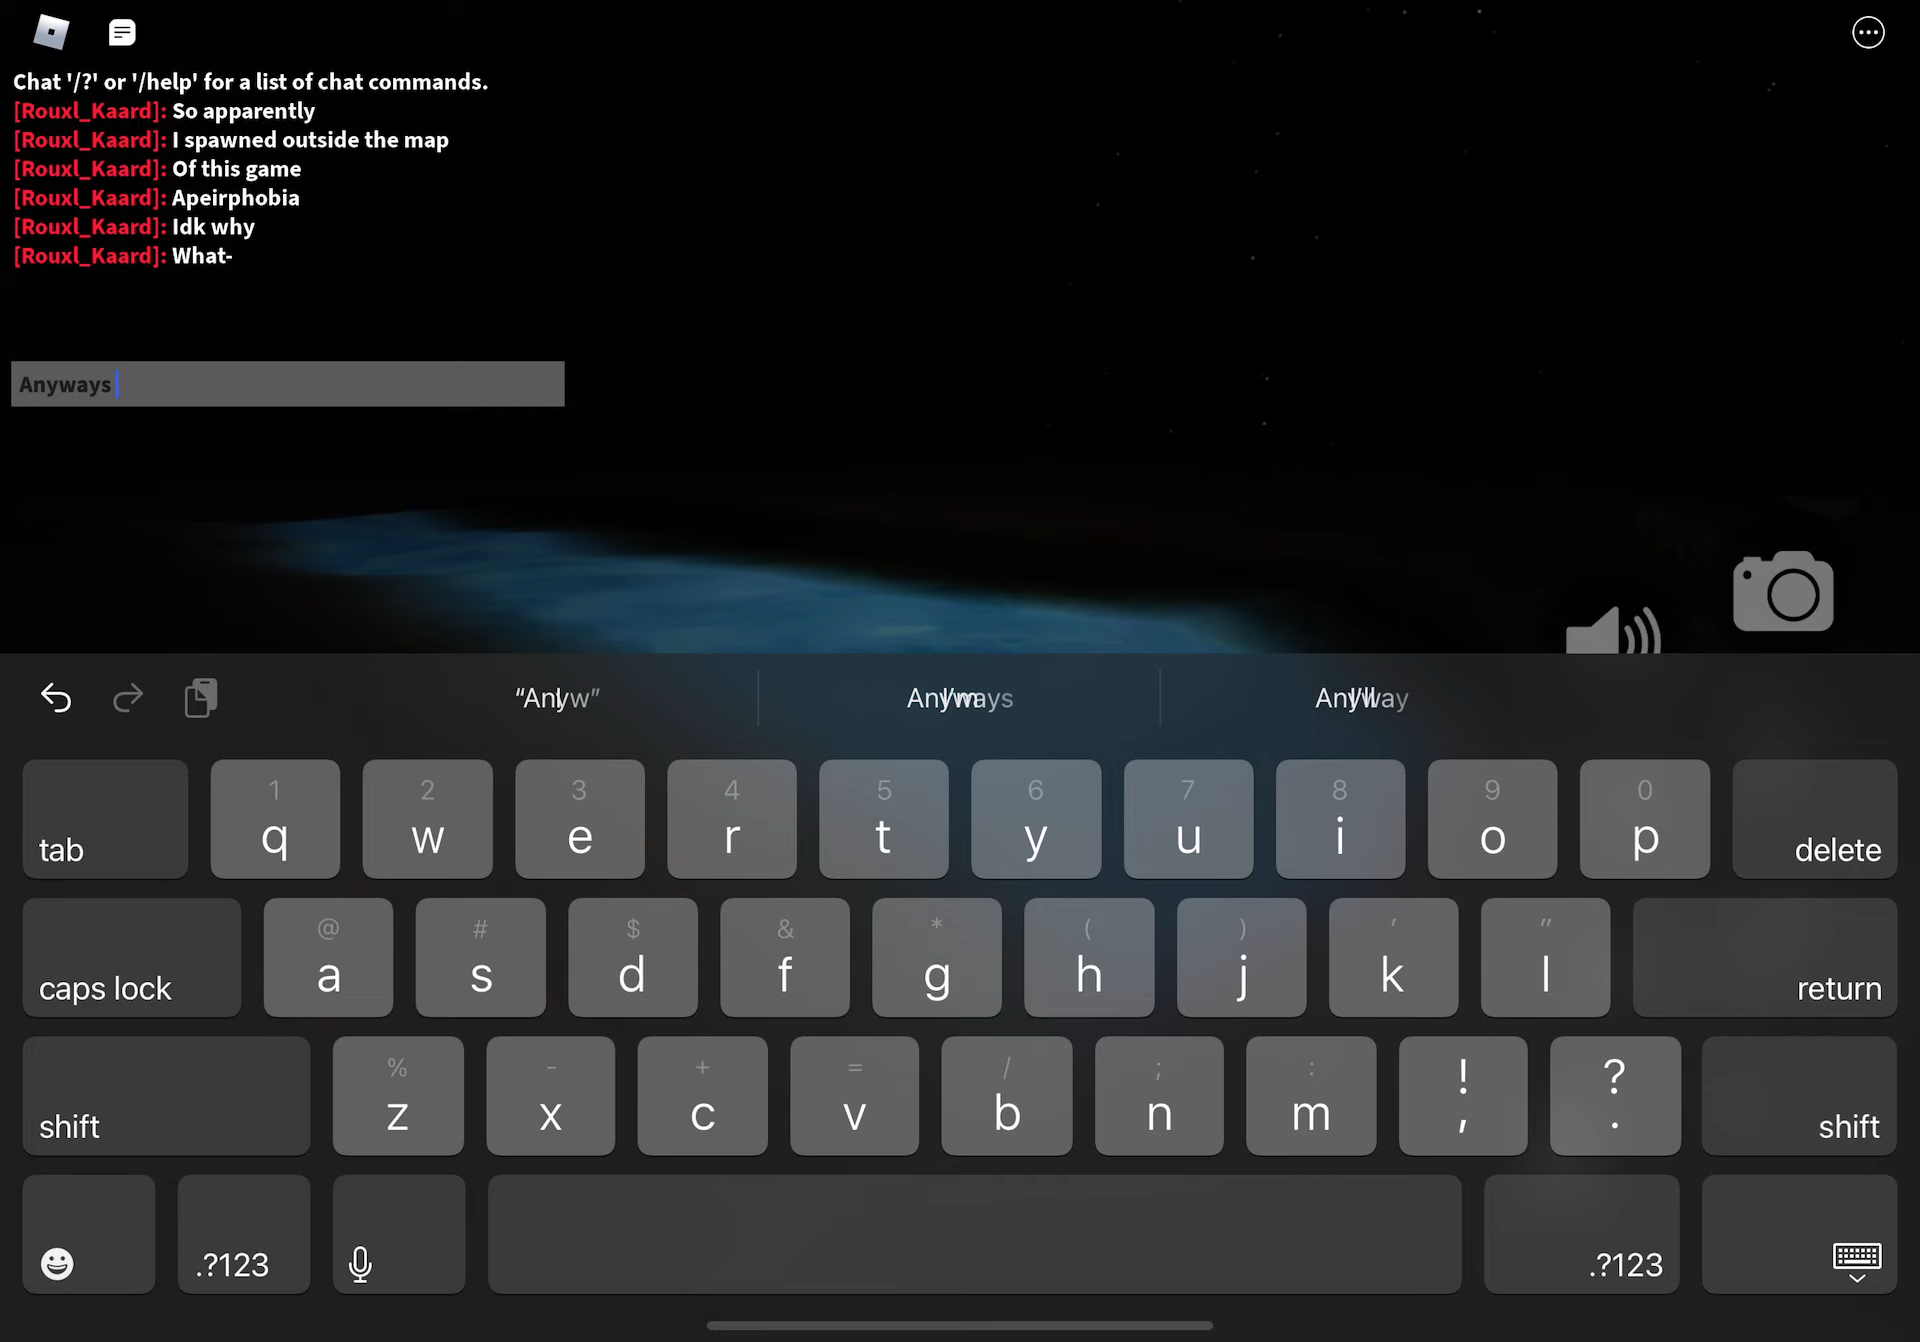 Chat '/?' or '/help' for a list of chat commands.
[Rouxl_Kaard]: So apparently
[Rouxl_Kaard]: I spawned outside the map
[Rouxl_Kaard]: Of this game
[Rouxl_Kaard]: Apeirphobia
[Rouxl_Kaard]: Idk why
[Rouxl_Kaard]: What-
Anyways
1 2 3 4 5 6 7 8 9 0
tab q w e r t y u i o p delete
@ # $ & * ( ) ' "
caps lock a s d f g h j k l return
% - + = / ; : ! ?
shift z x c v b n m , . shift
.?123 .?123